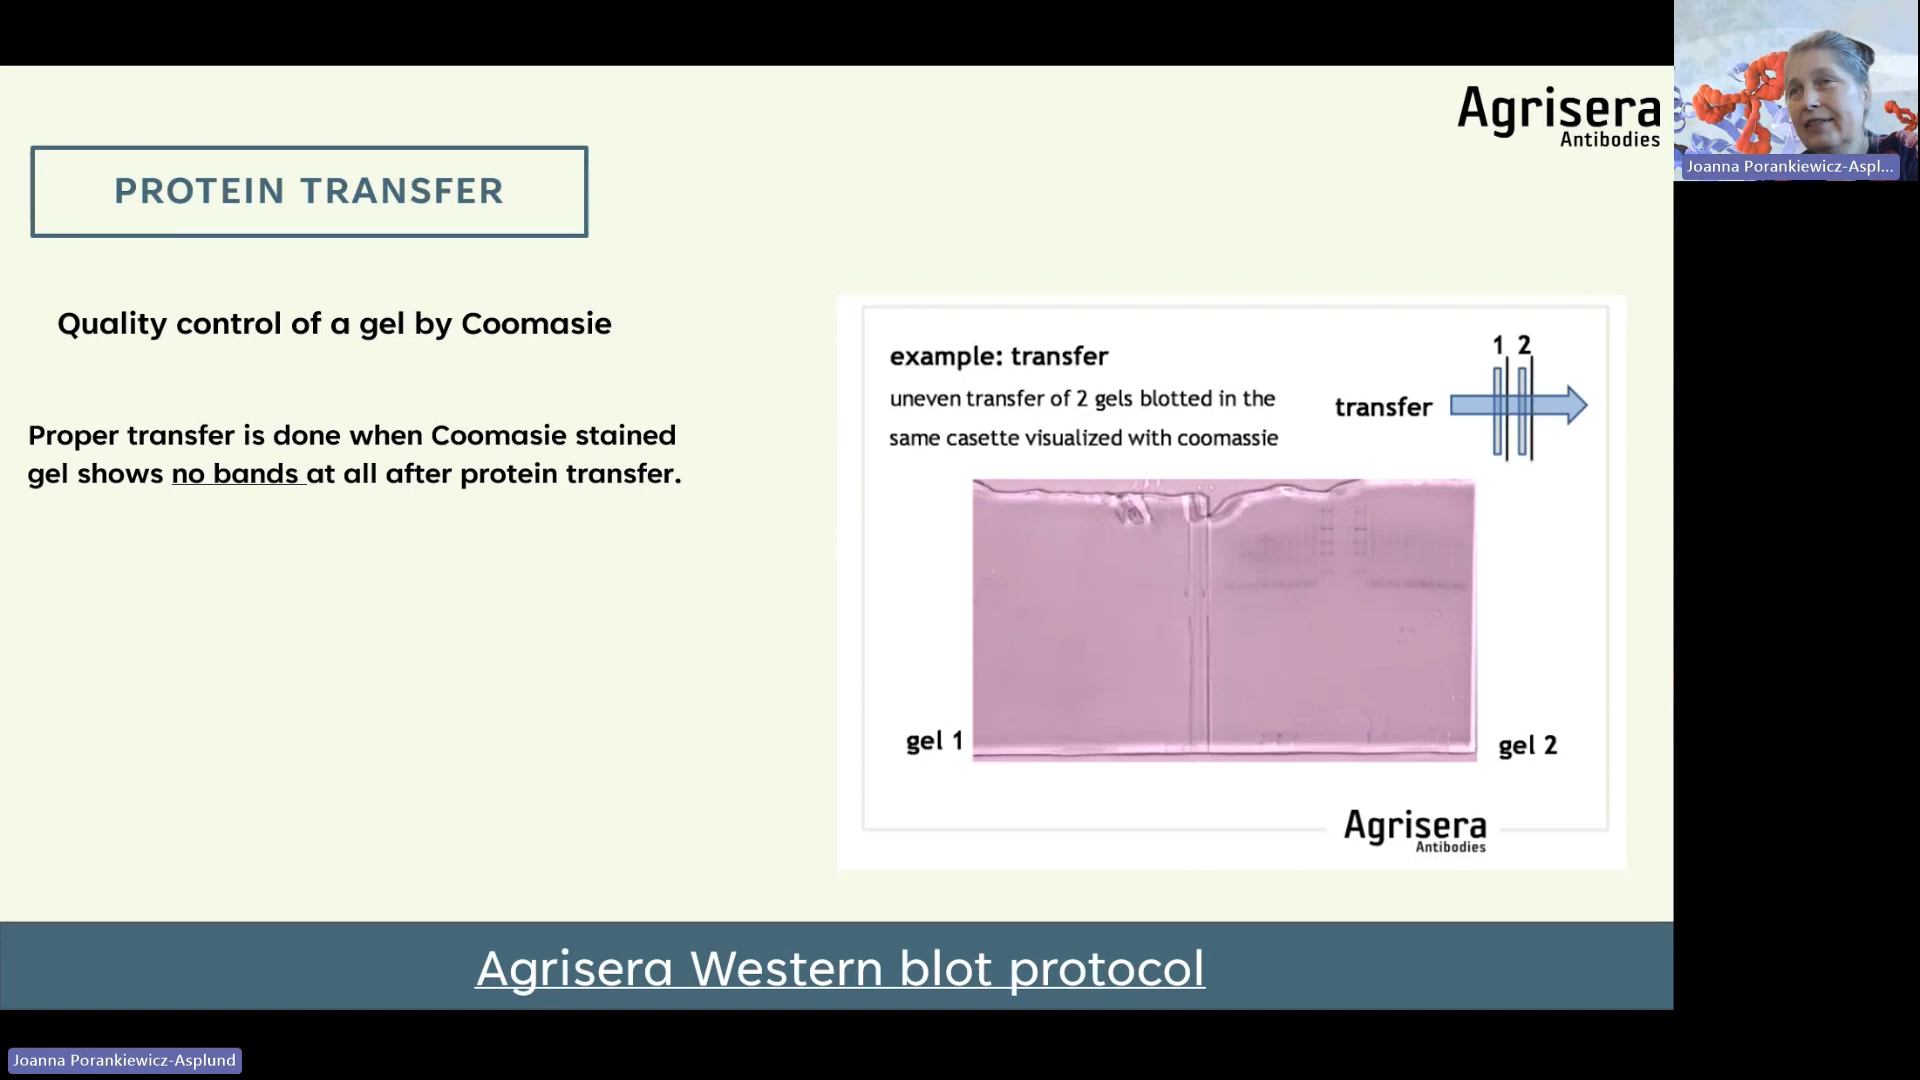 Agrisera
Antibodies
Joanna Porankiewicz-Aspl...
PROTEIN TRANSFER
Quality control of a gel by Coomasie
Proper transfer is done when Coomasie stained
gel shows no bands at all after protein transfer.
example: transfer
uneven transfer of 2 gels blotted in the
same casette visualized with coomassie
1 2
transfer
gel 1
gel 2
Agrisera
Antibodies
Agrisera Western blot protocol
Joanna Porankiewicz-Asplund